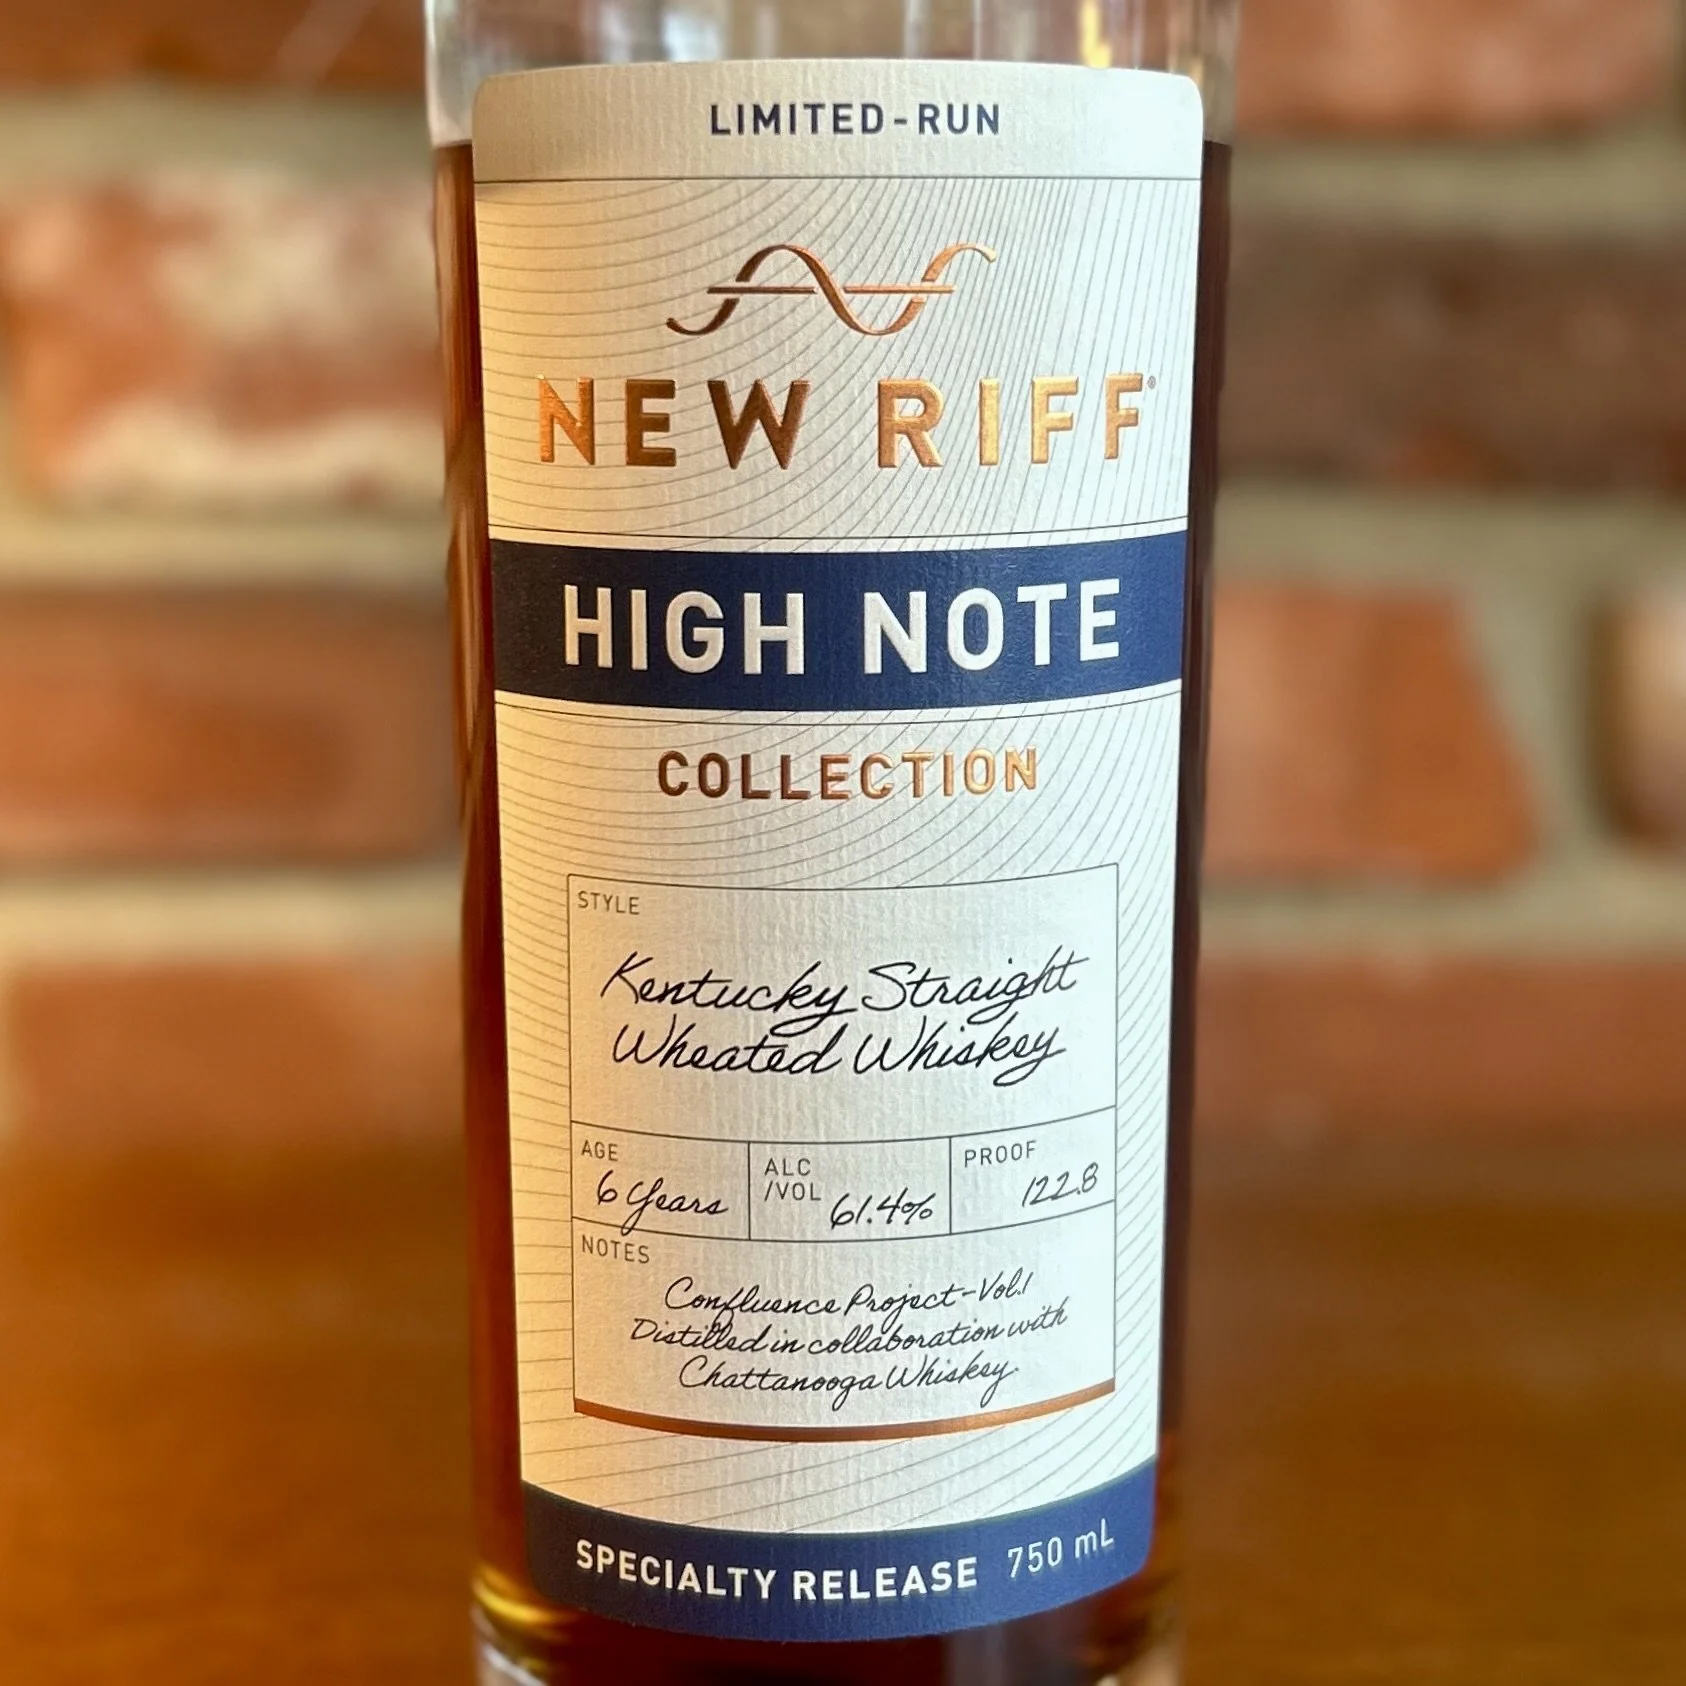 LIMITED-RUN
NEW RIFF®
HIGH NOTE
COLLECTION
STYLE
Kentucky Straight
Wheated Whiskey
AGE
6 Years
ALC
/VOL
61.4%
PROOF
122.8
NOTES
Confluence Project-Vol.1
Distilled in collaboration with
Chattanooga Whiskey.
SPECIALTY RELEASE 750 mL